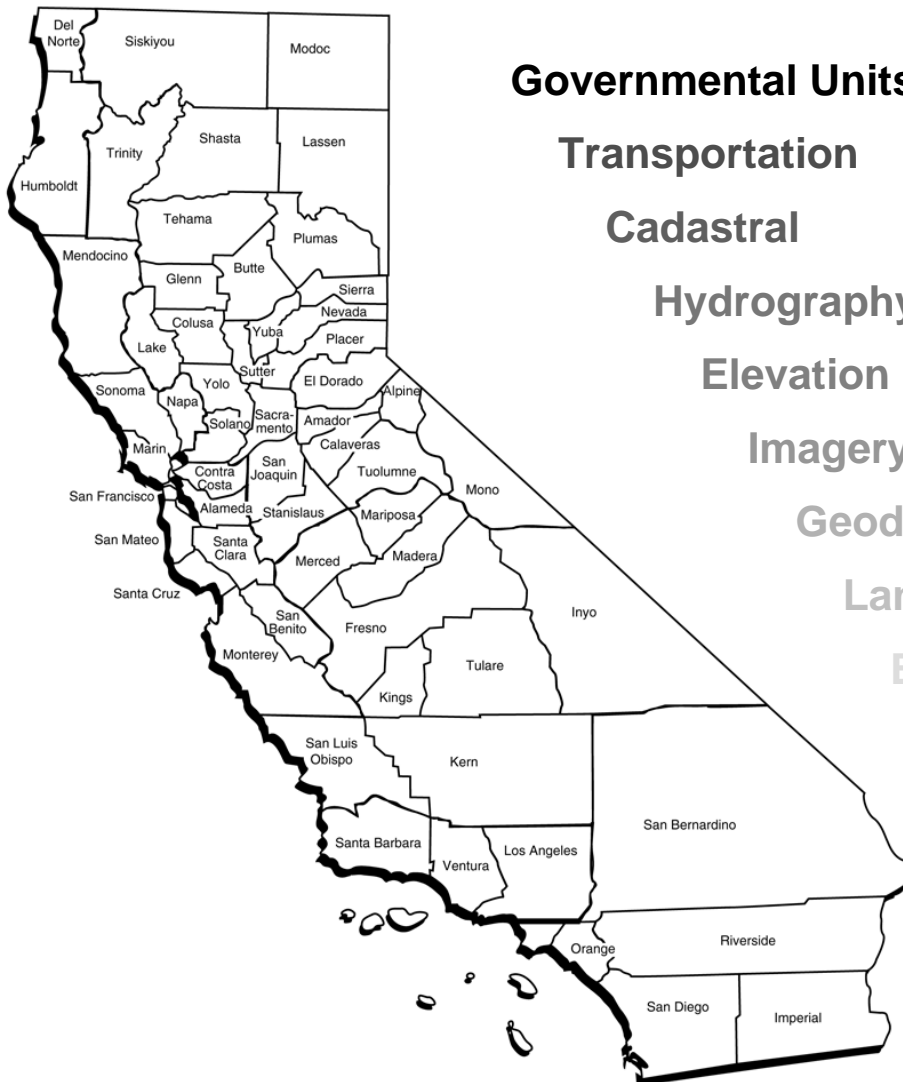 Del
Norte
Siskiyou
Modoc
Governmental Units
Shasta
Lassen
Transportation
Trinity
Humboldt
Tehama
Cadastral
Plumas
Mendocino
Butte
Glenn
Sierra
Hydrography
Nevada
Colusa
Yuba
Placer
Lake
Sutter
Elevation
El Dorado
Yolo
Sonoma
Alpine
Napa
Sacra-
mento
Solano
Amador
Calaveras
Imagery
Marin
San
Joaquin
Contra
Costa
Tuolumne
Mono
San Francisco
Alameda
Stanislaus
Mariposa
Geod
San Mateo
Santa
Clara
Merced
Madera
Santa Cruz
Lan
Inyo
San
Benito
Fresno
Monterey
Tulare
E
Kings
San Luis
Obispo
Kern
San Bernardino
Santa Barbara
Los Angeles
Ventura
Orange
Riverside
San Diego
Imperial